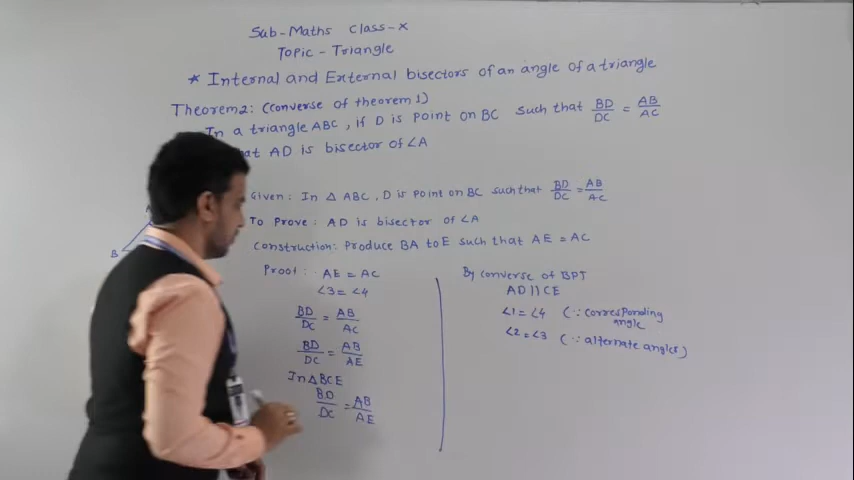 Sub-Maths Class-X
Topic - Triangle
* Internal and External bisectors of an angle of a triangle
Theorem 2: (Converse of theorem 1)
In a triangle ABC, If D is point on BC such that BD/DC = AB/AC
at AD is bisector of ∠A
Given: In Δ ABC, D is point on BC such that BD/DC = AB/AC
To Prove: AD is bisector of ∠A
Construction: Produce BA to E such that AE = AC
Proof: AE = AC
∠3 = ∠4
BD/DC = AB/AC
BD/DC = AB/AE
In Δ BCE
BD/DC = AB/AE
By converse of BPT
AD || CE
∠1 = ∠4 (∵ corresponding
angle
∠2 = ∠3 (∵ alternate angles)
B